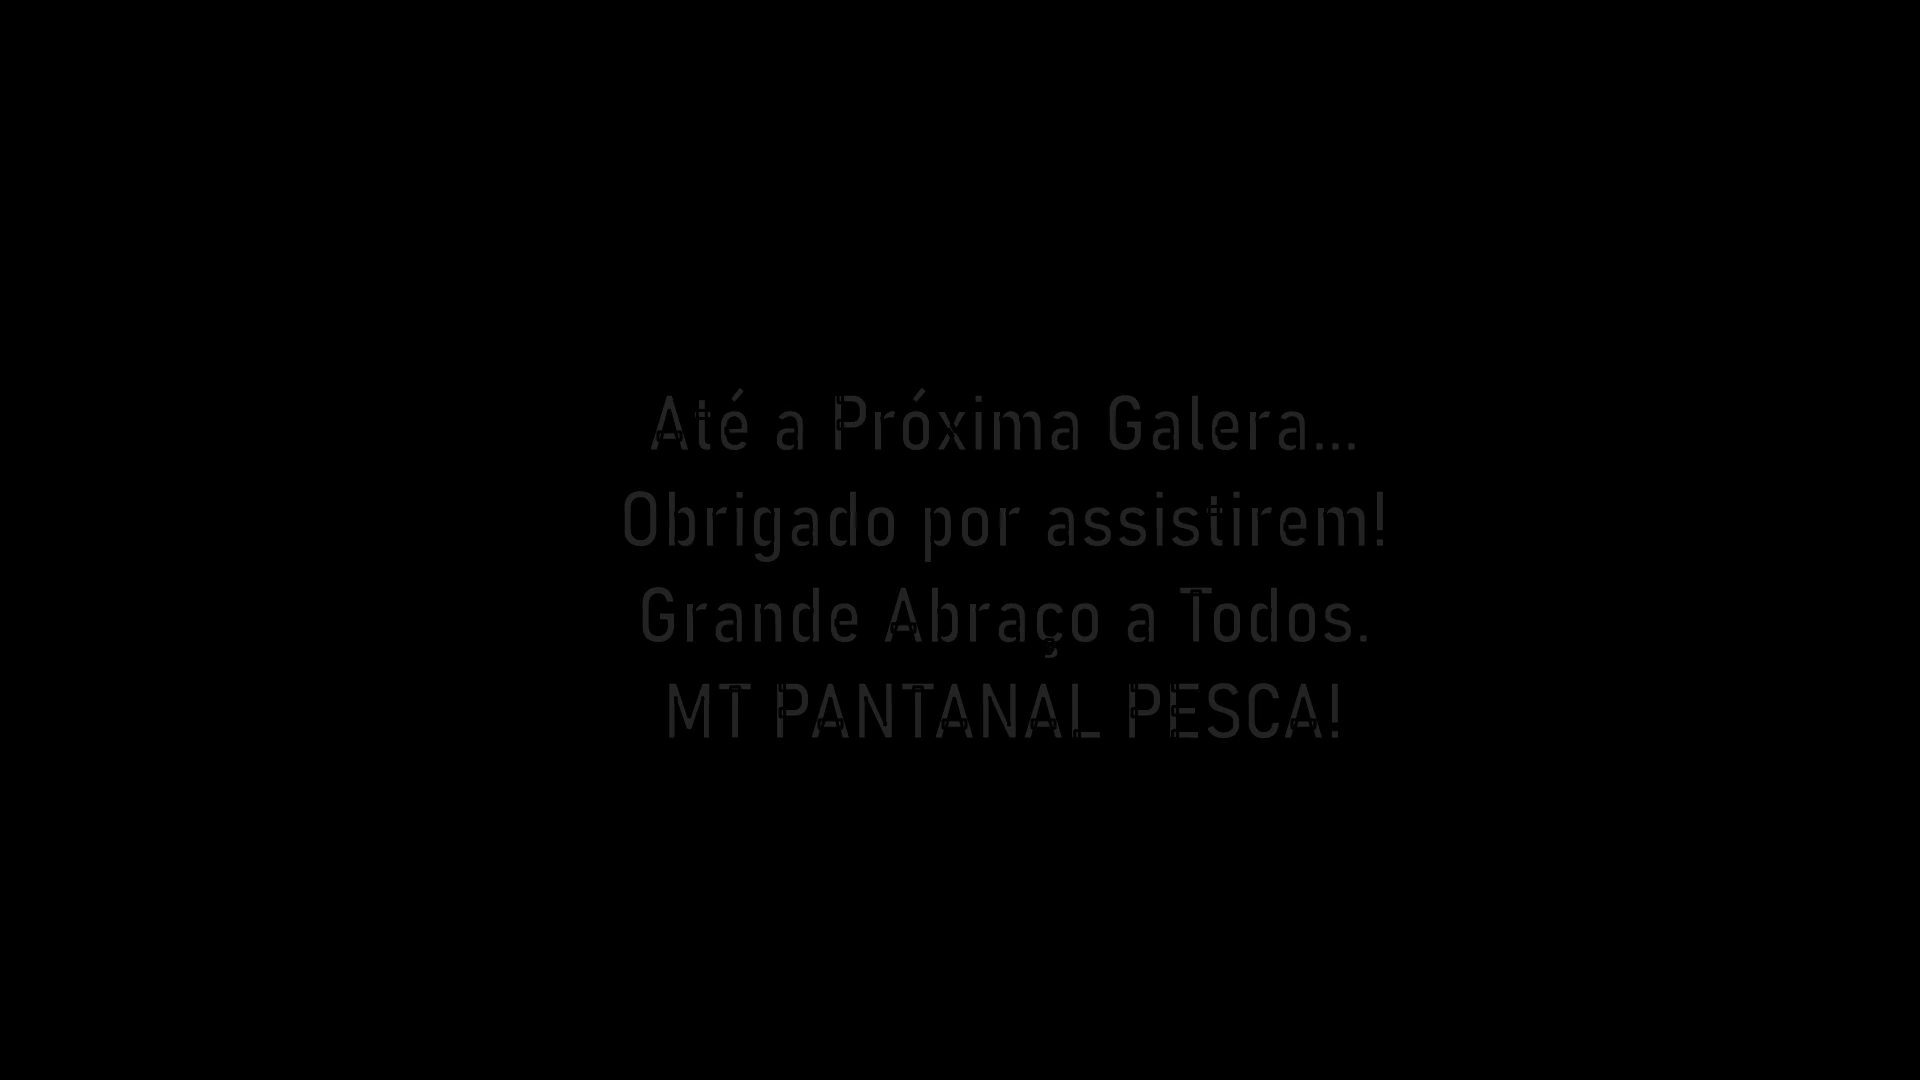 Até a Próxima Galera...
Obrigado por assistirem!
Grande Abraço a Todos.
MT PANTANAL PESCA!